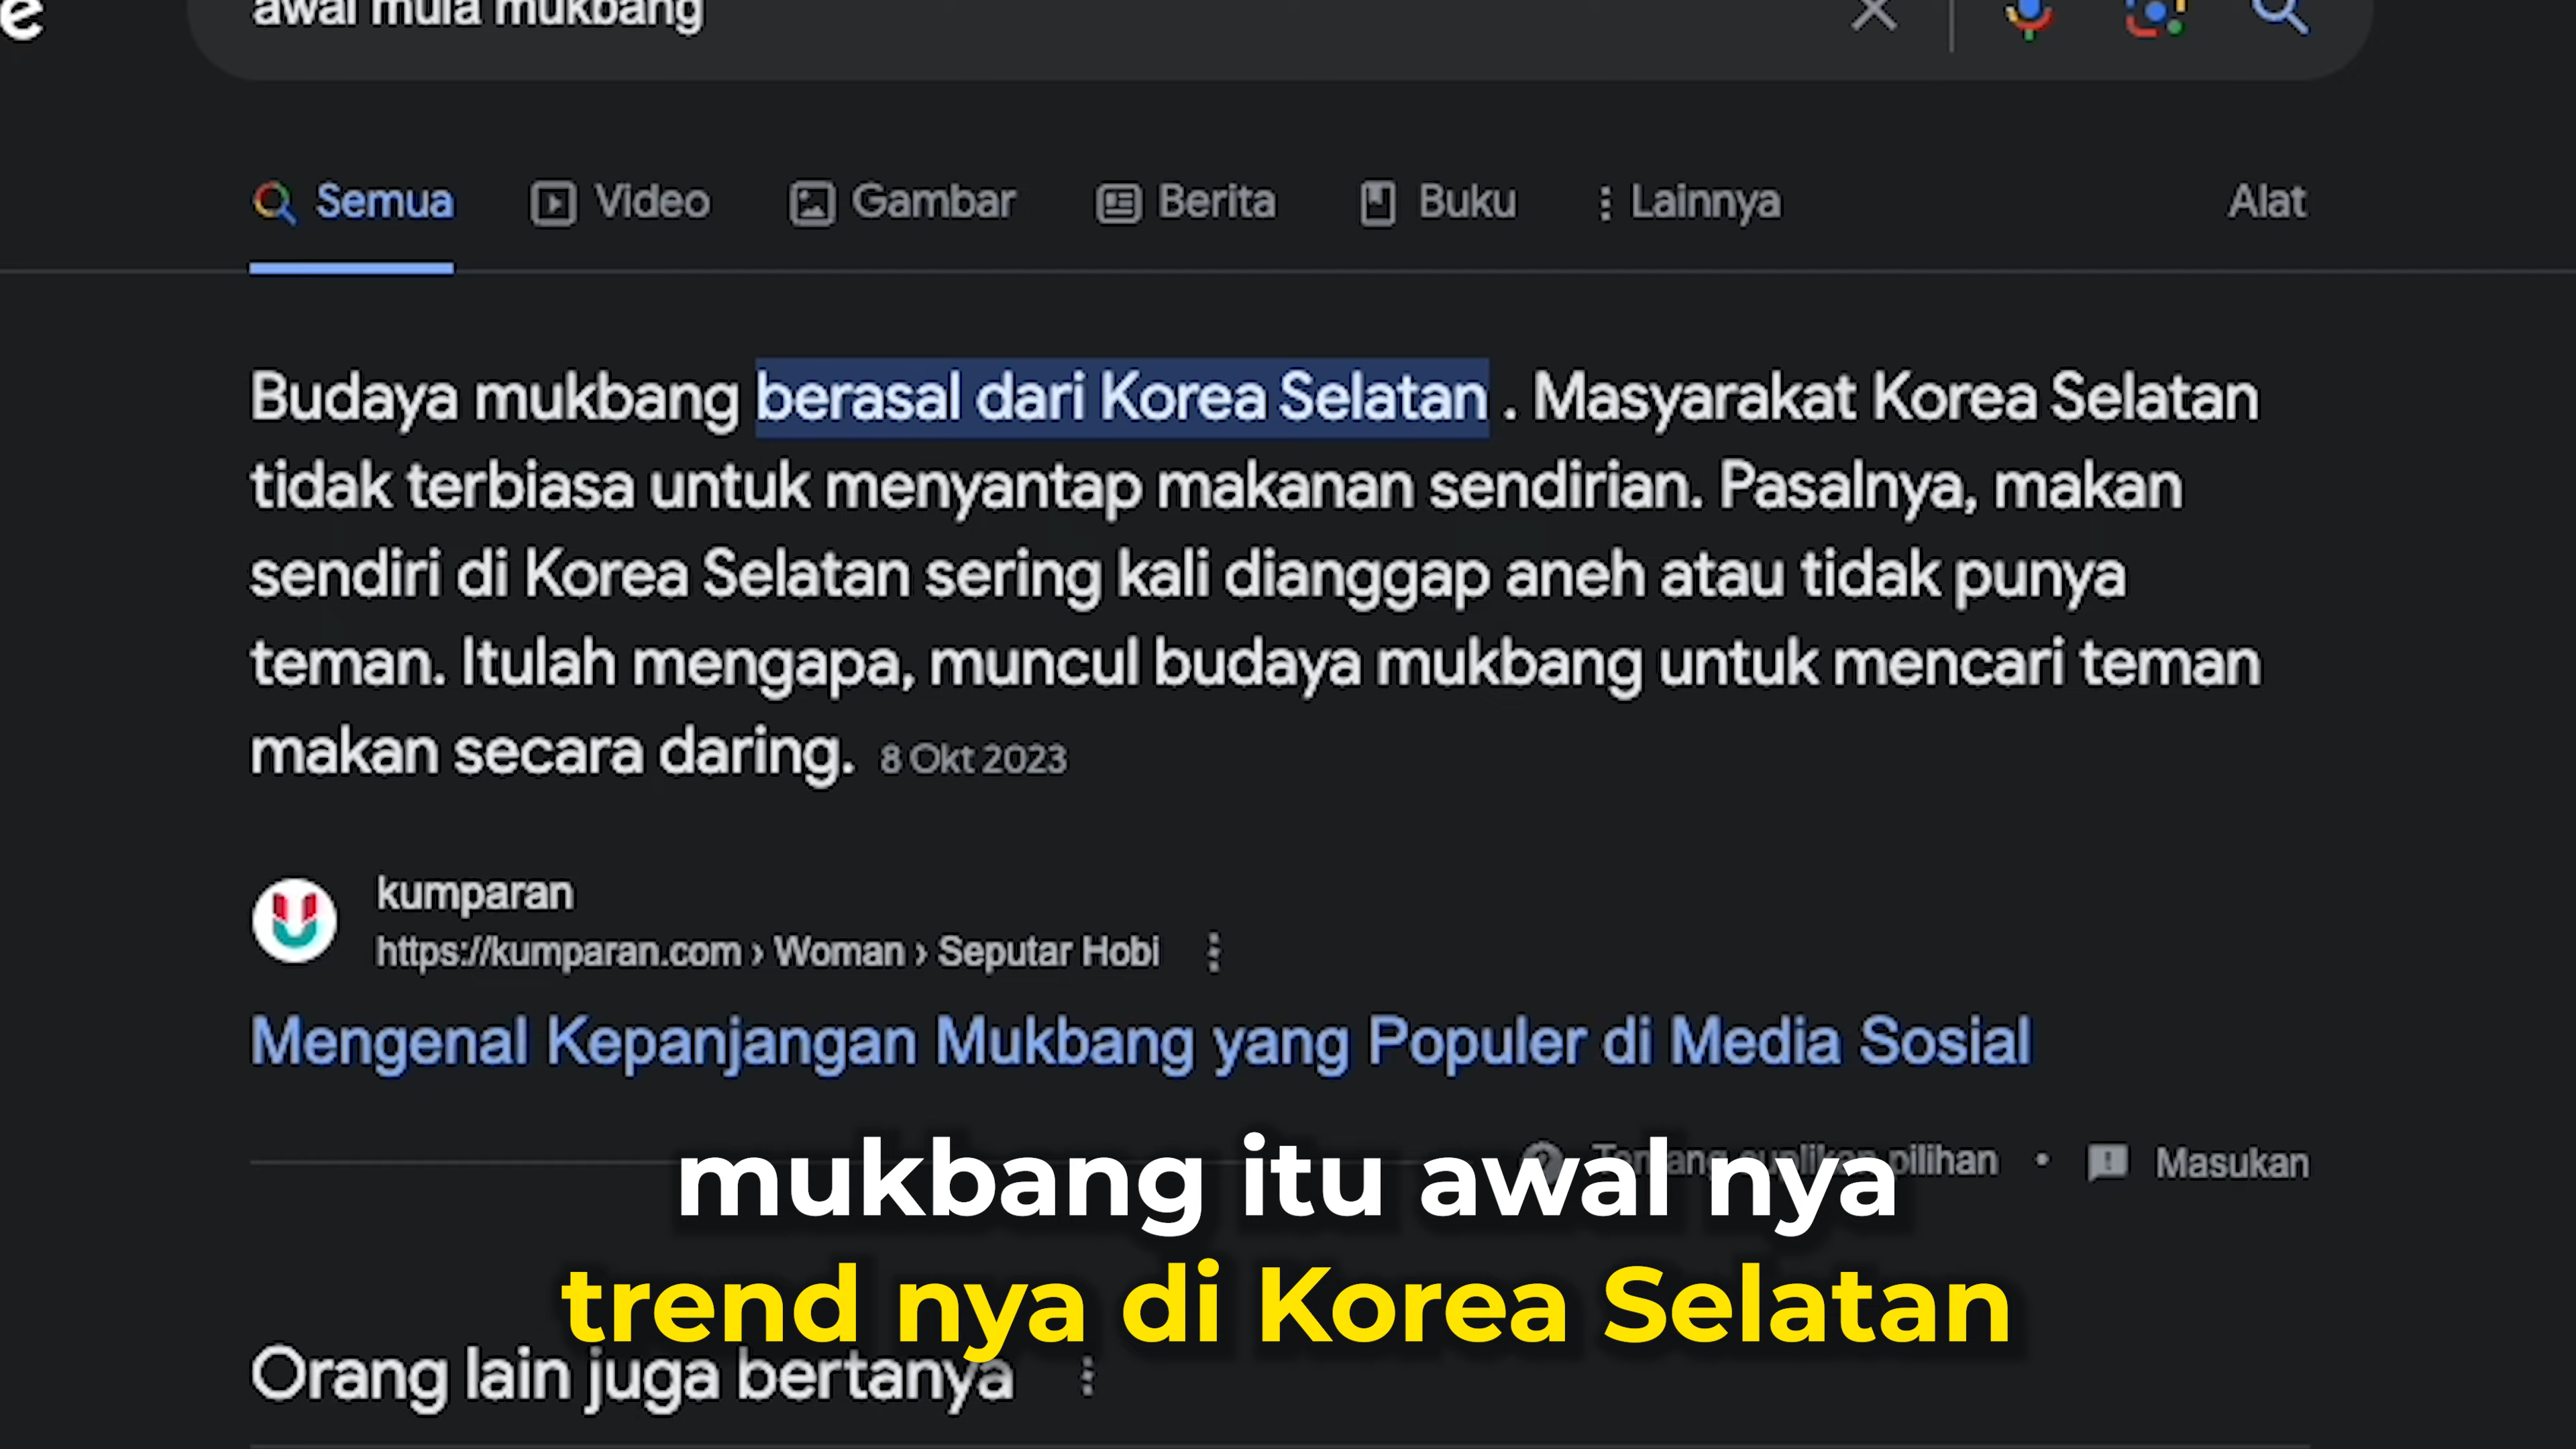 e
awal mula mukbang
Semua Video Gambar Berita Buku Lainnya Alat
Budaya mukbang berasal dari Korea Selatan . Masyarakat Korea Selatan
tidak terbiasa untuk menyantap makanan sendirian. Pasalnya, makan
sendiri di Korea Selatan sering kali dianggap aneh atau tidak punya
teman. Itulah mengapa, muncul budaya mukbang untuk mencari teman
makan secara daring. 8 Okt 2023
kumparan
https://kumparan.com › Woman › Seputar Hobi
Mengenal Kepanjangan Mukbang yang Populer di Media Sosial
Tentang cuplikan pilihan • Masukan
mukbang itu awal nya
trend nya di Korea Selatan
Orang lain juga bertanya